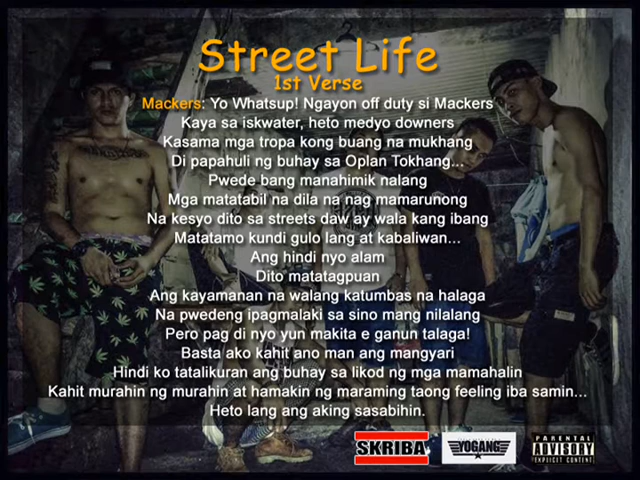 Street Life
1st Verse
Mackers: Yo Whatsup! Ngayon off duty si Mackers
Kaya sa iskwater, heto medyo downers
Kasama mga tropa kong buang na mukhang
Di papahuli ng buhay sa Oplan Tokhang...
Pwede bang manahimik nalang
Mga matatabil na dila na nag mamarunong
Na kesyo dito sa streets daw ay wala kang ibang
Matatamo kundi gulo lang at kabaliwan...
Ang hindi nyo alam
Dito matatagpuan
Ang kayamanan na walang katumbas na halaga
Na pwedeng ipagmalaki sa sino mang nilalang
Pero pag di nyo yun makita e ganun talaga!
Basta ako kahit ano man ang mangyari
Hindi ko tatalikuran ang buhay sa likod ng mga mamahalin
Kahit murahin ng murahin at hamakin ng maraming taong feeling iba samin...
Heto lang ang aking sasabihin.
SKRIBA YOGANG PARENTAL
ADVISORY
EXPLICIT CONTENT